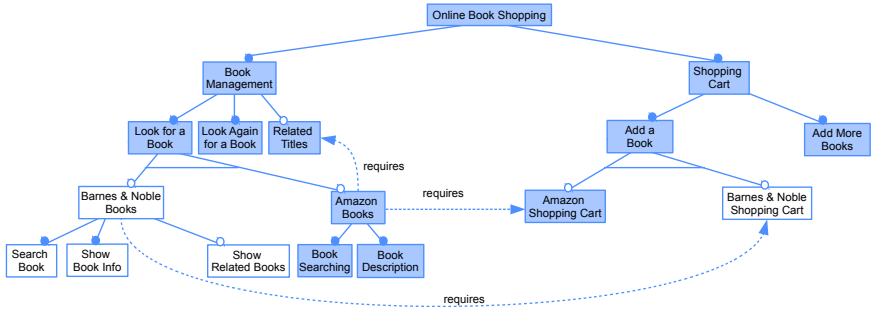 Online Book Shopping
Book
Management
Shopping
Cart
Look for a
Book
Look Again
for a Book
Related
Titles
Add a
Book
Add More
Books
requires
requires
Barnes & Noble
Books
Amazon
Books
Amazon
Shopping Cart
Barnes & Noble
Shopping Cart
Search
Book
Show
Book Info
Show
Related Books
Book
Searching
Book
Description
requires